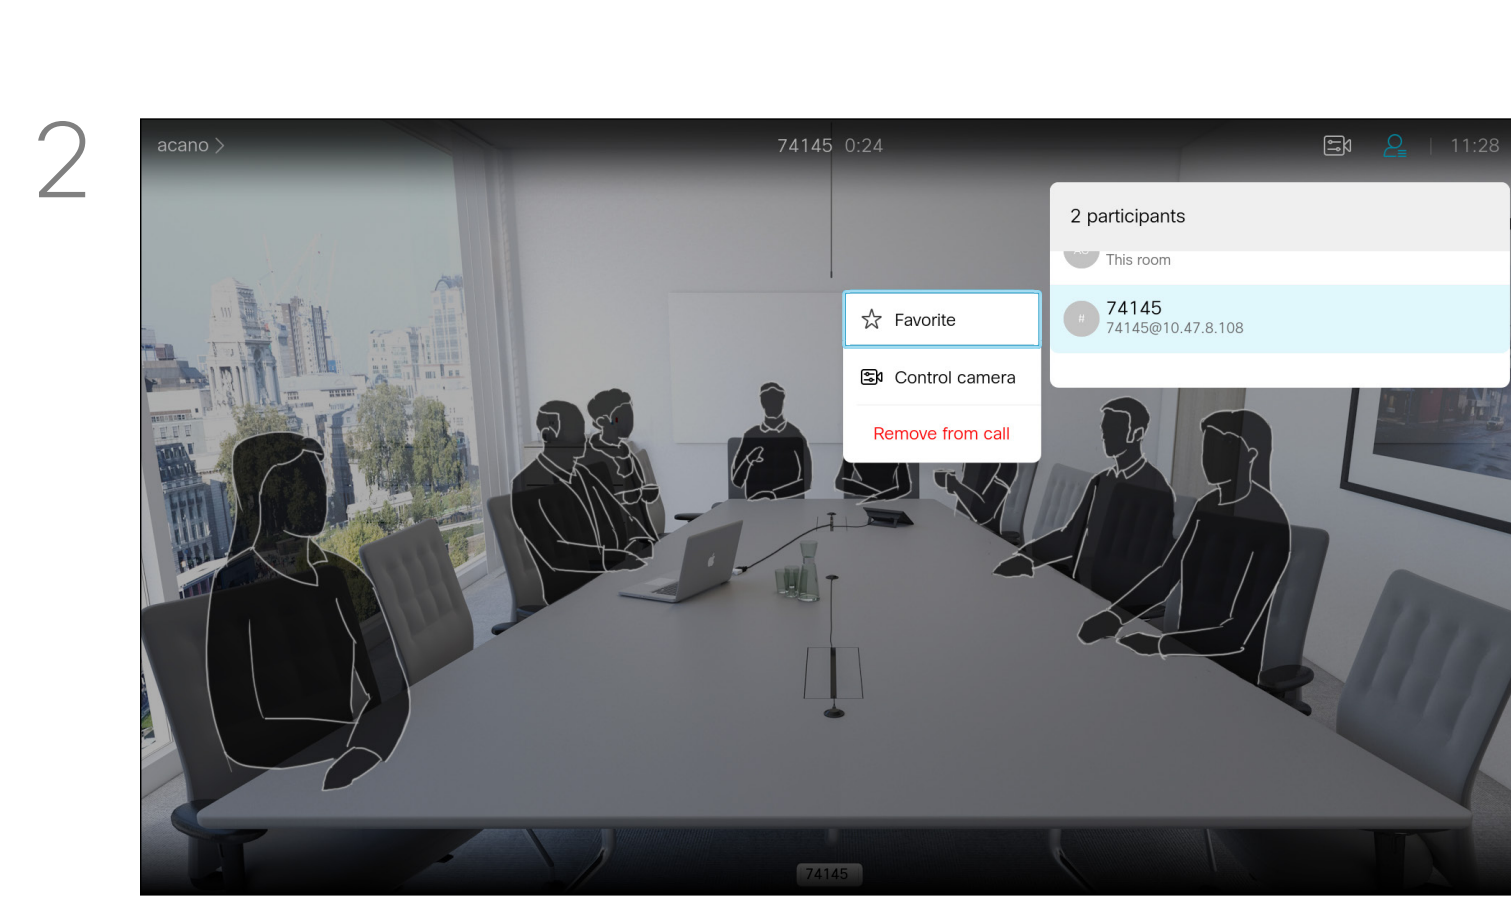 2
acano
74145 0:24
11:28
2 participants
This room
74145
74145@10.47.8.108
#
Favorite
Control camera
Remove from call
74145